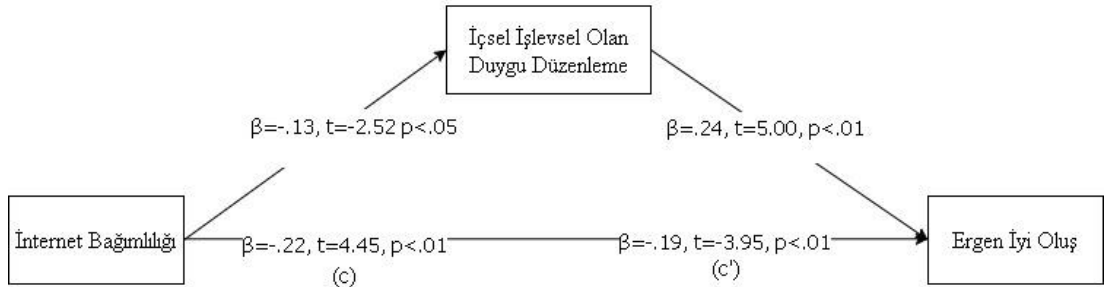 İçsel İşlevsel Olan
Duygu Düzenleme
β=-.13, t=-2.52 p<.05
β=.24, t=5.00, p<.01
İnternet Bağımlılığı
β=-.22, t=4.45, p<.01
(c)
β=-.19, t=-3.95, p<.01
(c')
Ergen İyi Oluş